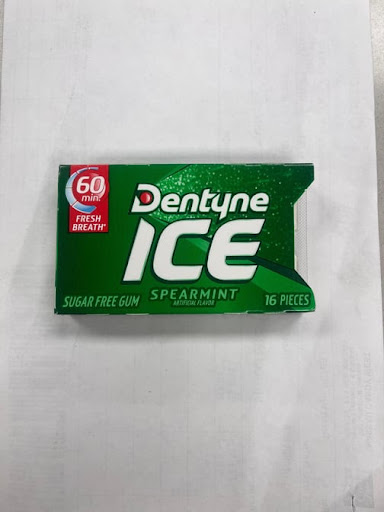 60
min.
FRESH
BREATH*
Dentyne
ICE
SPEARMINT
ARTIFICIAL FLAVOR
SUGAR FREE GUM
16 PIECES